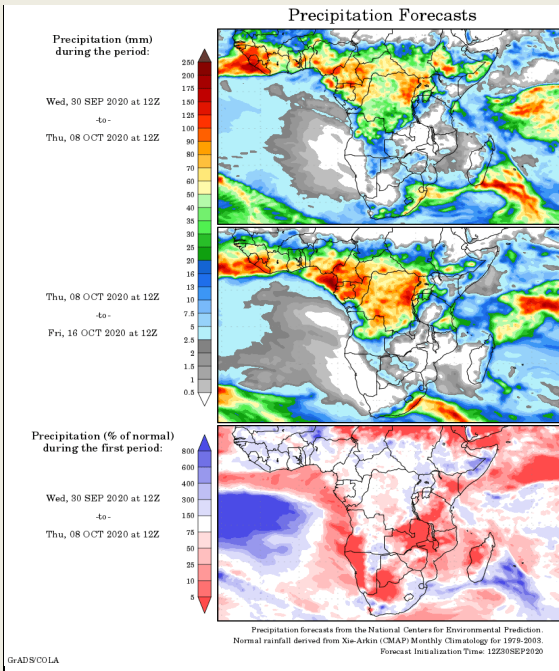 Precipitation Forecasts
Precipitation (mm)
during the period:
Wed, 30 SEP 2020 at 12Z
-to-
Thu, 08 OCT 2020 at 12Z
250
200
175
150
125
100
90
80
70
60
50
40
35
30
25
20
16
13
10
7.5
5
2.5
2
1.5
1
0.5
Thu, 08 OCT 2020 at 12Z
-to-
Fri, 16 OCT 2020 at 12Z
Precipitation (% of normal)
during the first period:
Wed, 30 SEP 2020 at 12Z
-to-
Thu, 08 OCT 2020 at 12Z
800
600
400
300
150
75
50
25
10
5
Precipitation forecasts from the National Centers for Environmental Prediction.
Normal rainfall derived from Xie-Arkin (CMAP) Monthly Climatology for 1979-2003.
Forecast Initialization Time: 12Z30SEP2020
GrADS/COLA